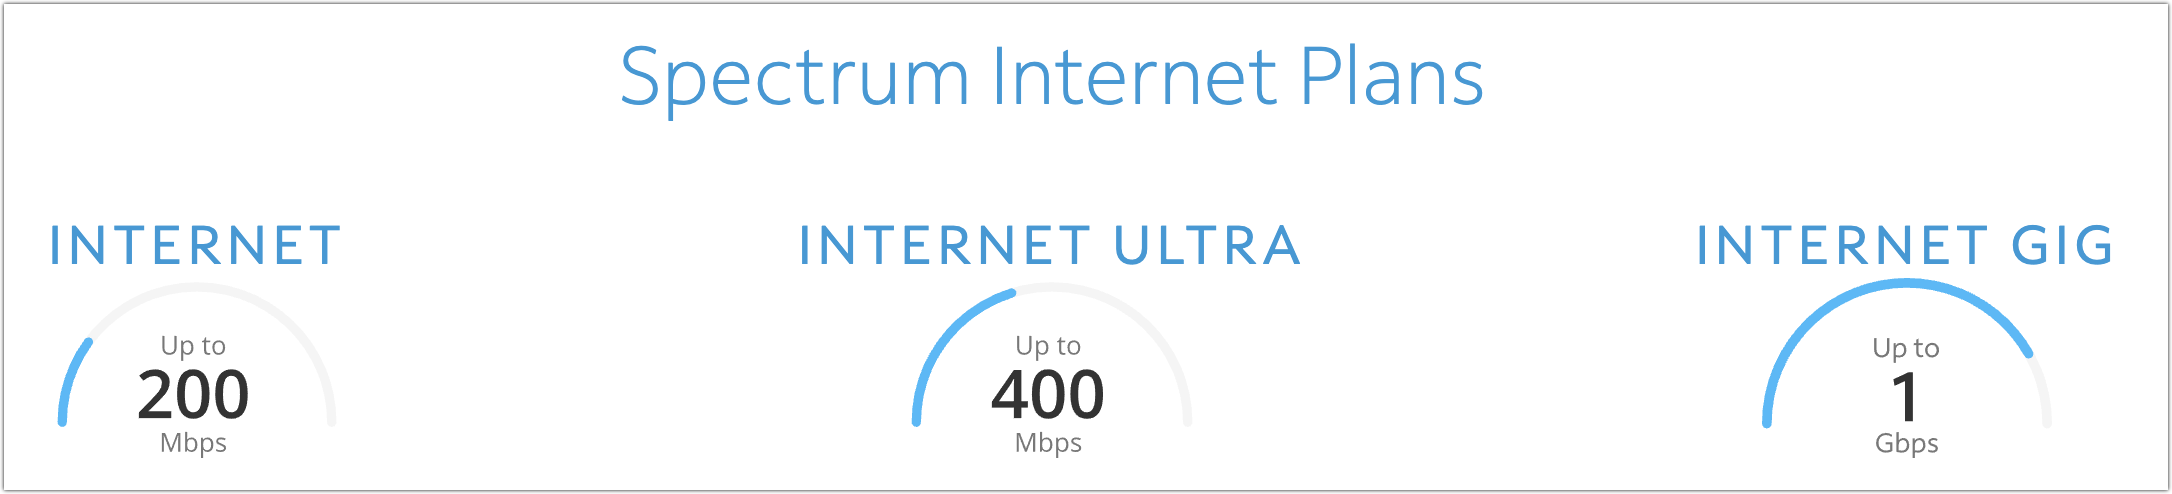 Spectrum Internet Plans
INTERNET
Up to
200
Mbps
INTERNET ULTRA
Up to
400
Mbps
INTERNET GIG
Up to
1
Gbps